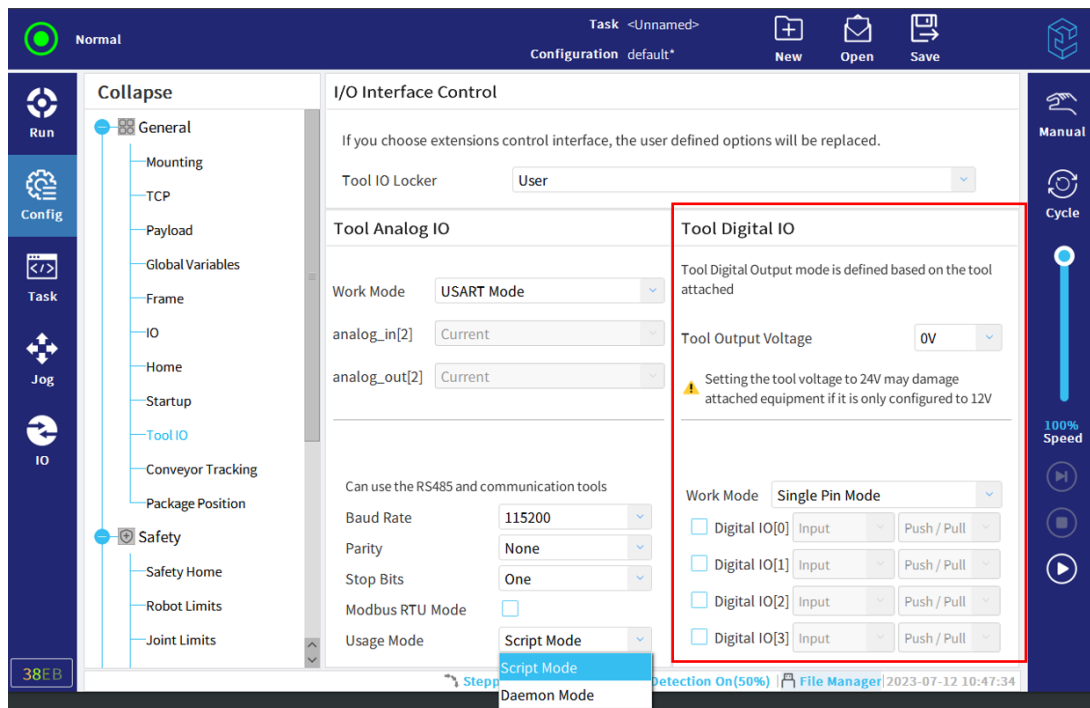 Normal
Task <Unnamed>
Configuration default*
New
Open
Save
Run
Config
Task
Jog
IO
38EB
Collapse
General
Mounting
TCP
Payload
Global Variables
Frame
IO
Home
Startup
Tool IO
Conveyor Tracking
Package Position
Safety
Safety Home
Robot Limits
Joint Limits
I/O Interface Control
If you choose extensions control interface, the user defined options will be replaced.
Tool IO Locker User
Tool Analog IO
Work Mode USART Mode
analog_in[2] Current
analog_out[2] Current
Can use the RS485 and communication tools
Baud Rate 115200
Parity None
Stop Bits One
Modbus RTU Mode
Usage Mode Script Mode
Script Mode
Daemon Mode
Tool Digital IO
Tool Digital Output mode is defined based on the tool
attached
Tool Output Voltage 0V
Setting the tool voltage to 24V may damage
attached equipment if it is only configured to 12V
Work Mode Single Pin Mode
Digital IO[0] Input Push / Pull
Digital IO[1] Input Push / Pull
Digital IO[2] Input Push / Pull
Digital IO[3] Input Push / Pull
Manual
Cycle
100%
Speed
Detection On(50%) File Manager 2023-07-12 10:47:34